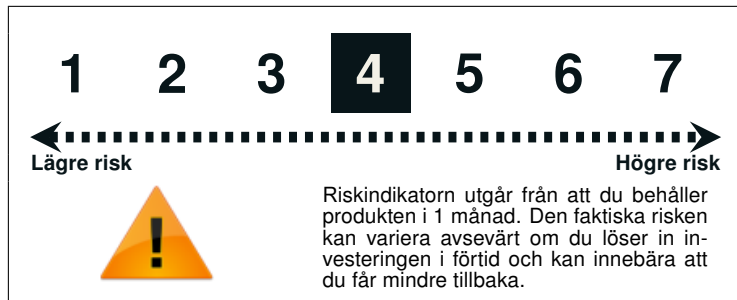 1 2 3 4 5 6 7
Lägre risk Högre risk
!
Riskindikatorn utgår från att du behåller
produkten i 1 månad. Den faktiska risken
kan variera avsevärt om du löser in in-
vesteringen i förtid och kan innebära att
du får mindre tillbaka.